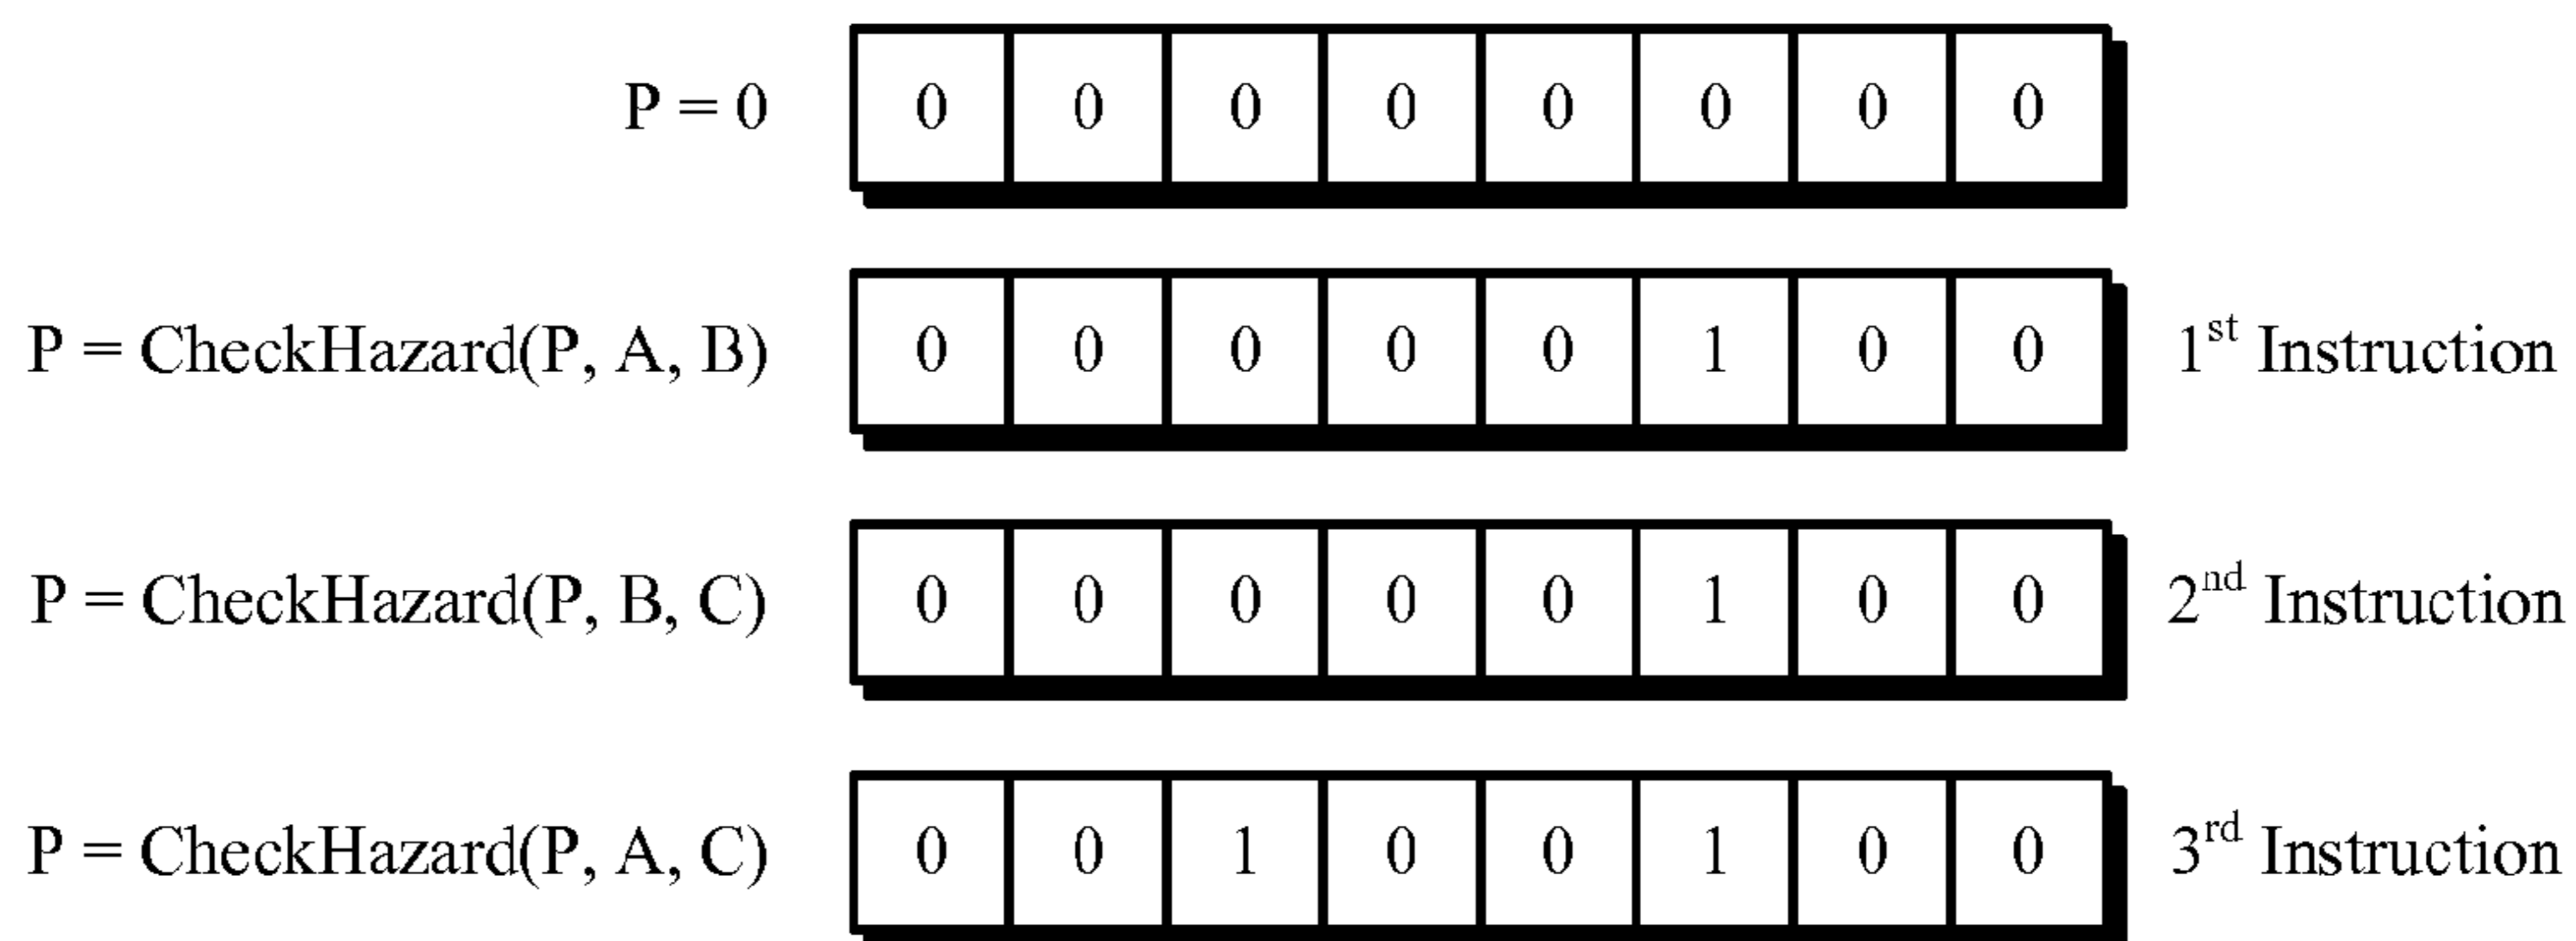 P = 0 0 0 0 0 0 0 0 0
P = CheckHazard(P, A, B) 0 0 0 0 0 1 0 0 1st Instruction
P = CheckHazard(P, B, C) 0 0 0 0 0 1 0 0 2nd Instruction
P = CheckHazard(P, A, C) 0 0 1 0 0 1 0 0 3rd Instruction